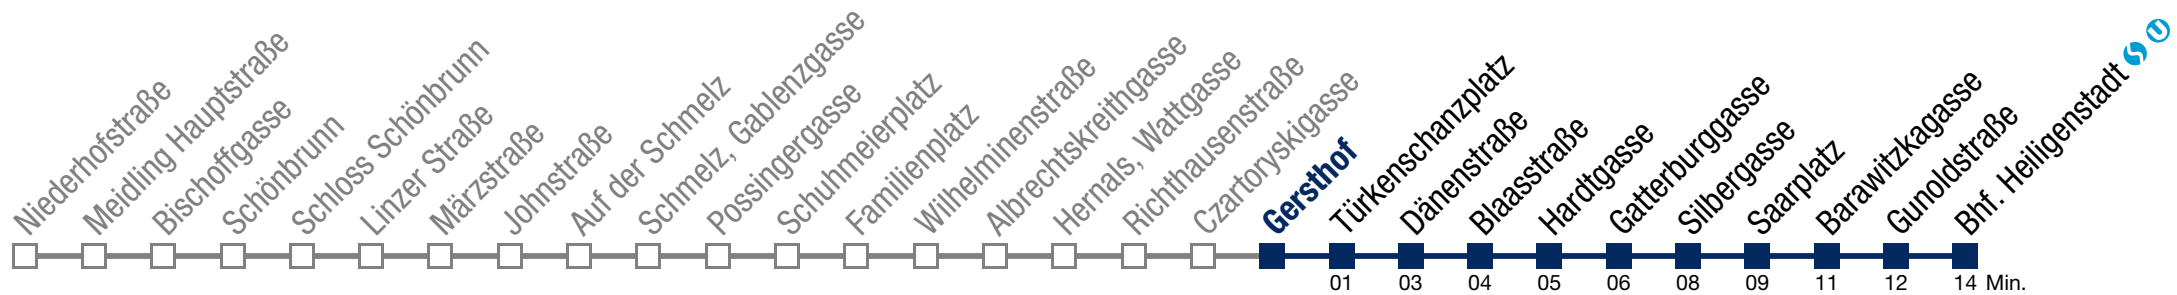 Niederhofstraße
Meidling Hauptstraße
Bischoffgasse
Schönbrunn
Schloss Schönbrunn
Linzer Straße
Märzstraße
Johnstraße
Auf der Schmelz
Schmelz, Gablenzgasse
Possingergasse
Schuhmeierplatz
Familienplatz
Wilhelminenstraße
Albrechtskreithgasse
Hernals, Wattgasse
Richthausenstraße
Czartoryskigasse
Gersthof
Türkenschanzplatz
Dänenstraße
Blaasstraße
Hardtgasse
Gatterburggasse
Silbergasse
Saarplatz
Barawitzkagasse
Gunoldstraße
Bhf. Heiligenstadt S U
01 03 04 05 06 08 09 11 12 14 Min.